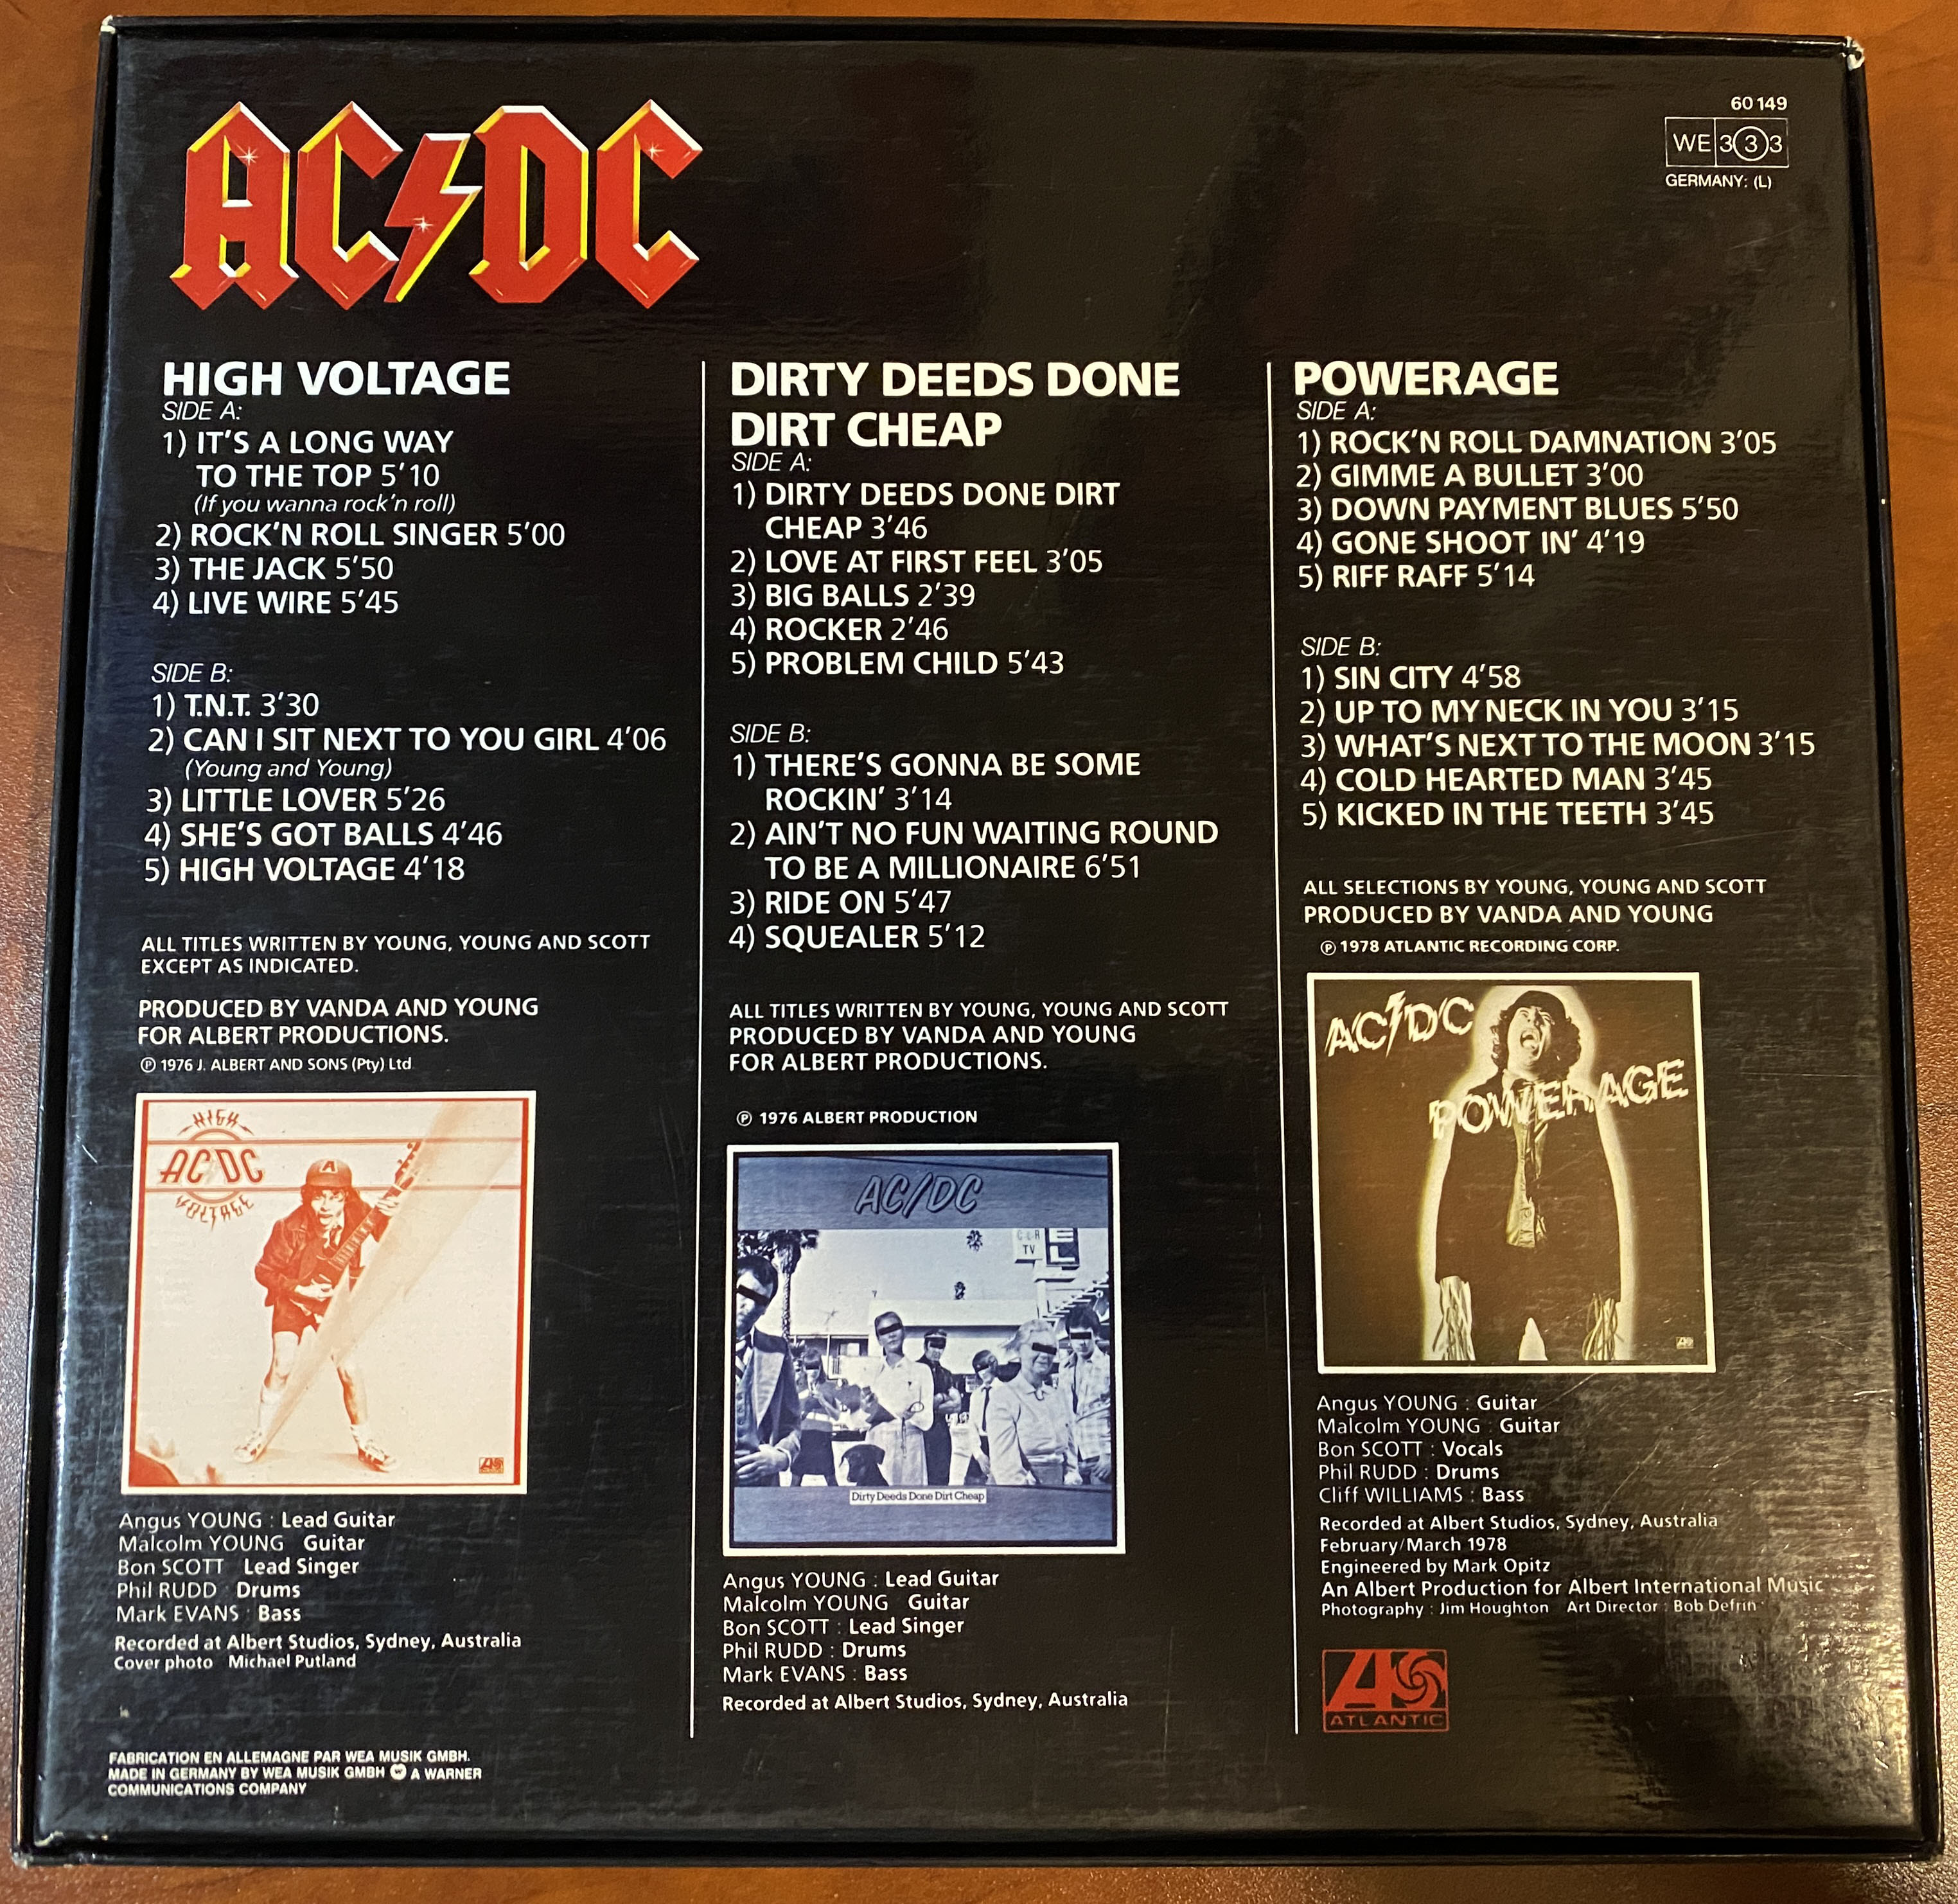 AC/DC
60 149
WE 333
GERMANY: (L)
HIGH VOLTAGE
SIDE A:
1) IT'S A LONG WAY
TO THE TOP 5'10
(If you wanna rock'n roll)
2) ROCK'N ROLL SINGER 5'00
3) THE JACK 5'50
4) LIVE WIRE 5'45
SIDE B:
1) T.N.T. 3'30
2) CAN I SIT NEXT TO YOU GIRL 4'06
(Young and Young)
3) LITTLE LOVER 5'26
4) SHE'S GOT BALLS 4'46
5) HIGH VOLTAGE 4'18
ALL TITLES WRITTEN BY YOUNG, YOUNG AND SCOTT
EXCEPT AS INDICATED.
PRODUCED BY VANDA AND YOUNG
FOR ALBERT PRODUCTIONS.
℗ 1976 J. ALBERT AND SONS (Pty) Ltd
HIGH
AC/DC
VOLTAGE
A
Angus YOUNG : Lead Guitar
Malcolm YOUNG Guitar
Bon SCOTT Lead Singer
Phil RUDD : Drums
Mark EVANS : Bass
Recorded at Albert Studios, Sydney, Australia
Cover photo Michael Putland
FABRICATION EN ALLEMAGNE PAR WEA MUSIK GMBH.
MADE IN GERMANY BY WEA MUSIK GMBH A WARNER
COMMUNICATIONS COMPANY
DIRTY DEEDS DONE
DIRT CHEAP
SIDE A:
1) DIRTY DEEDS DONE DIRT
CHEAP 3'46
2) LOVE AT FIRST FEEL 3'05
3) BIG BALLS 2'39
4) ROCKER 2'46
5) PROBLEM CHILD 5'43
SIDE B:
1) THERE'S GONNA BE SOME
ROCKIN' 3'14
2) AIN'T NO FUN WAITING ROUND
TO BE A MILLIONAIRE 6'51
3) RIDE ON 5'47
4) SQUEALER 5'12
ALL TITLES WRITTEN BY YOUNG, YOUNG AND SCOTT
PRODUCED BY VANDA AND YOUNG
FOR ALBERT PRODUCTIONS.
℗ 1976 ALBERT PRODUCTION
AC/DC
TV
EL
Dirty Deeds Done Dirt Cheap
Angus YOUNG : Lead Guitar
Malcolm YOUNG Guitar
Bon SCOTT : Lead Singer
Phil RUDD : Drums
Mark EVANS : Bass
Recorded at Albert Studios, Sydney, Australia
POWERAGE
SIDE A:
1) ROCK'N ROLL DAMNATION 3'05
2) GIMME A BULLET 3'00
3) DOWN PAYMENT BLUES 5'50
4) GONE SHOOT IN' 4'19
5) RIFF RAFF 5'14
SIDE B:
1) SIN CITY 4'58
2) UP TO MY NECK IN YOU 3'15
3) WHAT'S NEXT TO THE MOON 3'15
4) COLD HEARTED MAN 3'45
5) KICKED IN THE TEETH 3'45
ALL SELECTIONS BY YOUNG, YOUNG AND SCOTT
PRODUCED BY VANDA AND YOUNG
℗ 1978 ATLANTIC RECORDING CORP.
AC/DC
POWERAGE
Angus YOUNG : Guitar
Malcolm YOUNG : Guitar
Bon SCOTT : Vocals
Phil RUDD : Drums
Cliff WILLIAMS : Bass
Recorded at Albert Studios, Sydney, Australia
February/March 1978
Engineered by Mark Opitz
An Albert Production for Albert International Music
Photography : Jim Houghton Art Director : Bob Defrin
ATLANTIC